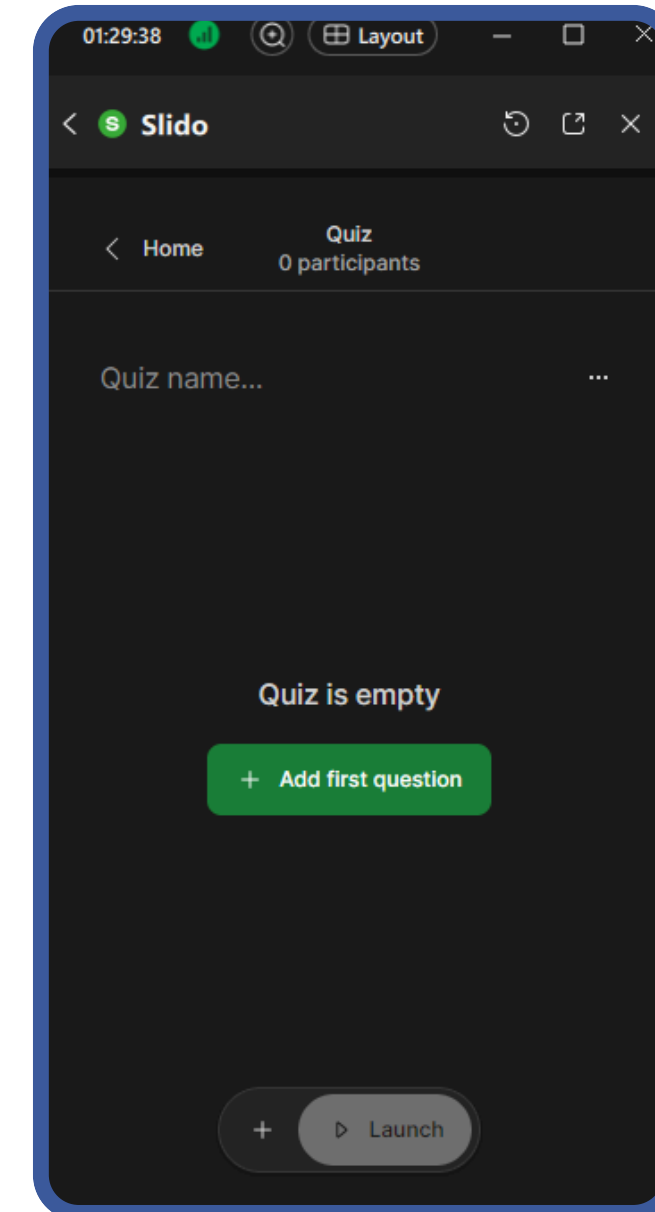 01:29:38 Layout
S Slido
Home
Quiz
0 participants
Quiz name...
Quiz is empty
+ Add first question
+ Launch